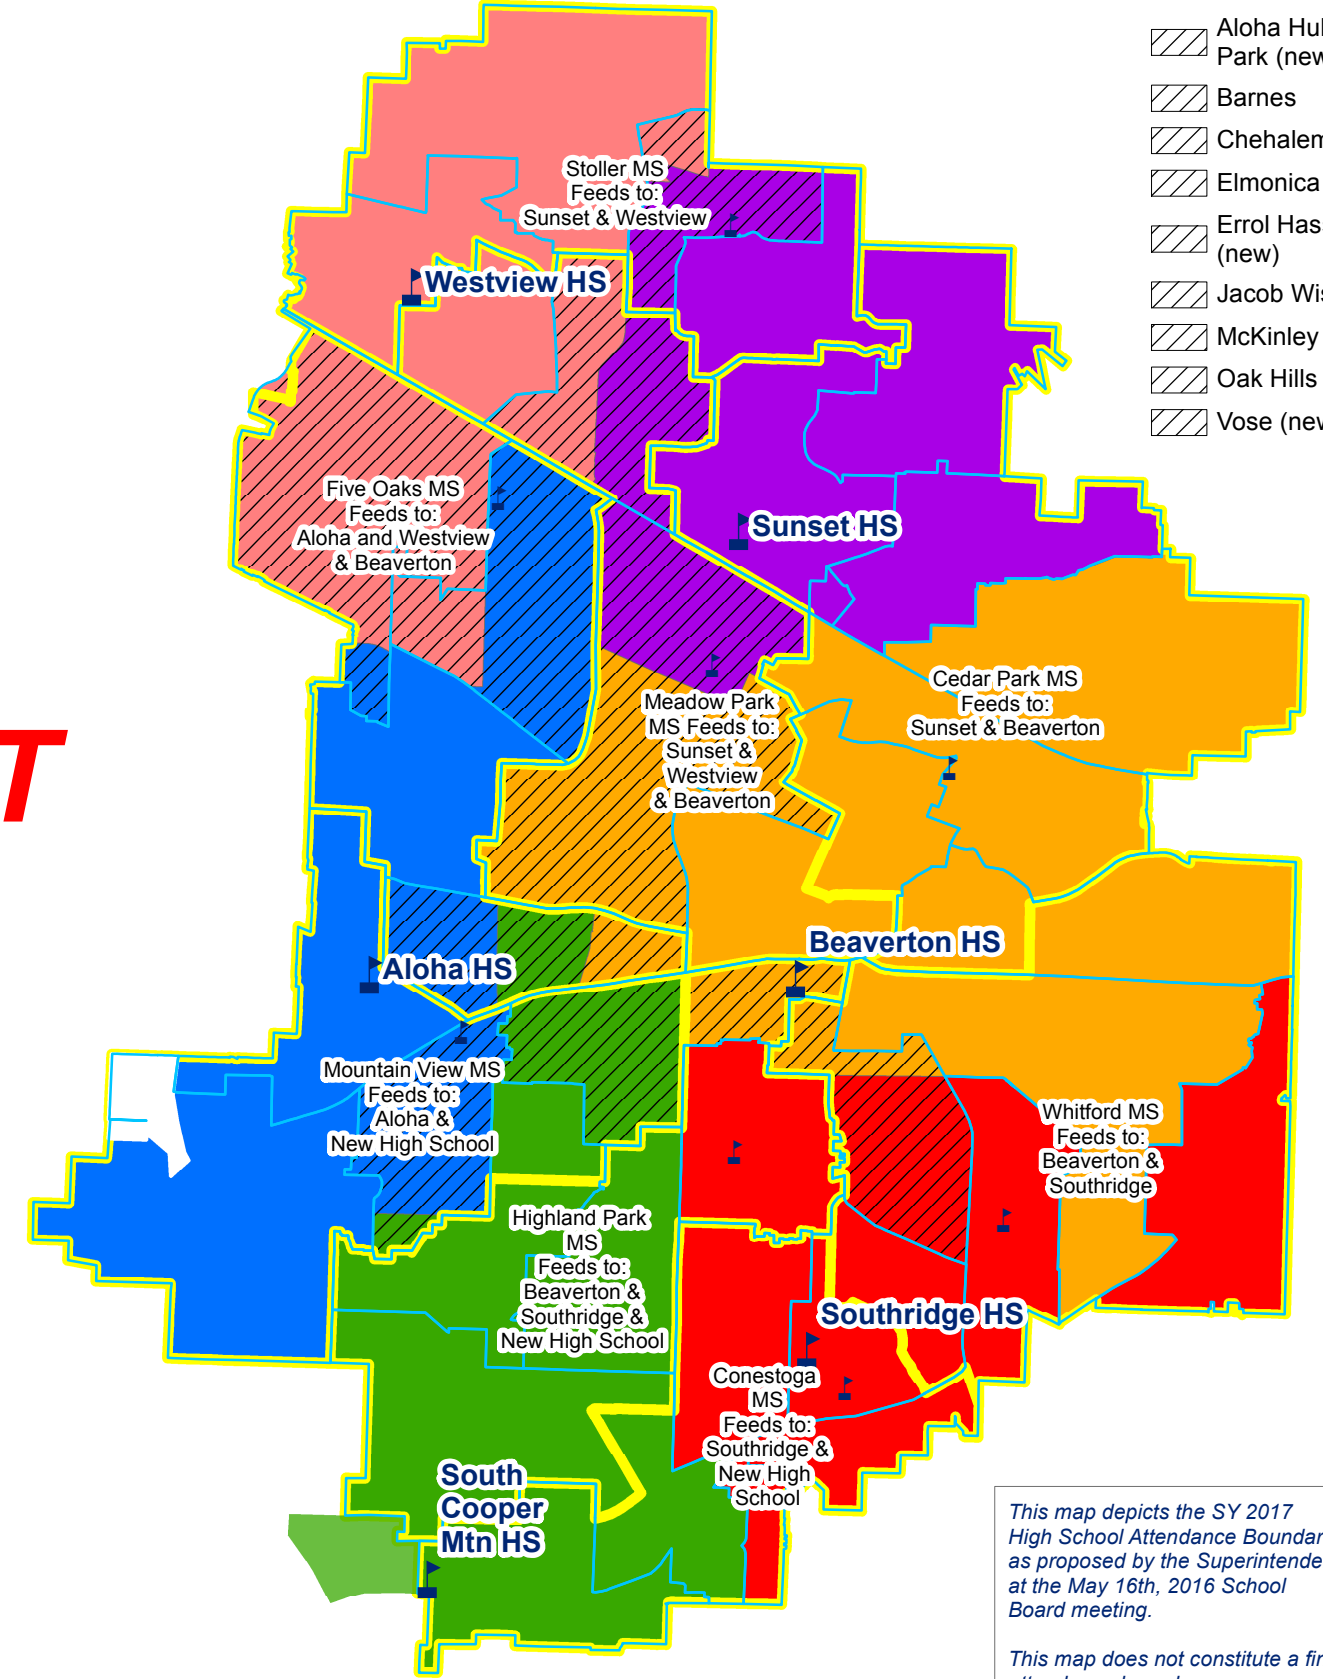 Aloha Hu
Park (new
Barnes
Chehalem
Elmonica
Errol Has
(new)
Jacob Wis
McKinley
Oak Hills
Vose (new
Stoller MS
Feeds to:
Sunset & Westview
Westview HS
Five Oaks MS
Feeds to:
Aloha and Westview
& Beaverton
Sunset HS
Cedar Park MS
Feeds to:
Sunset & Beaverton
Meadow Park
MS Feeds to:
Sunset &
Westview
& Beaverton
T
Beaverton HS
Aloha HS
Mountain View MS
Feeds to:
Aloha &
New High School
Whitford MS
Feeds to:
Beaverton &
Southridge
Highland Park
MS
Feeds to:
Beaverton &
Southridge &
New High School
Southridge HS
Conestoga
MS
Feeds to:
Southridge &
New High
School
South
Cooper
Mtn HS
This map depicts the SY 2017
High School Attendance Boundar
as proposed by the Superintende
at the May 16th, 2016 School
Board meeting.
This map does not constitute a fin